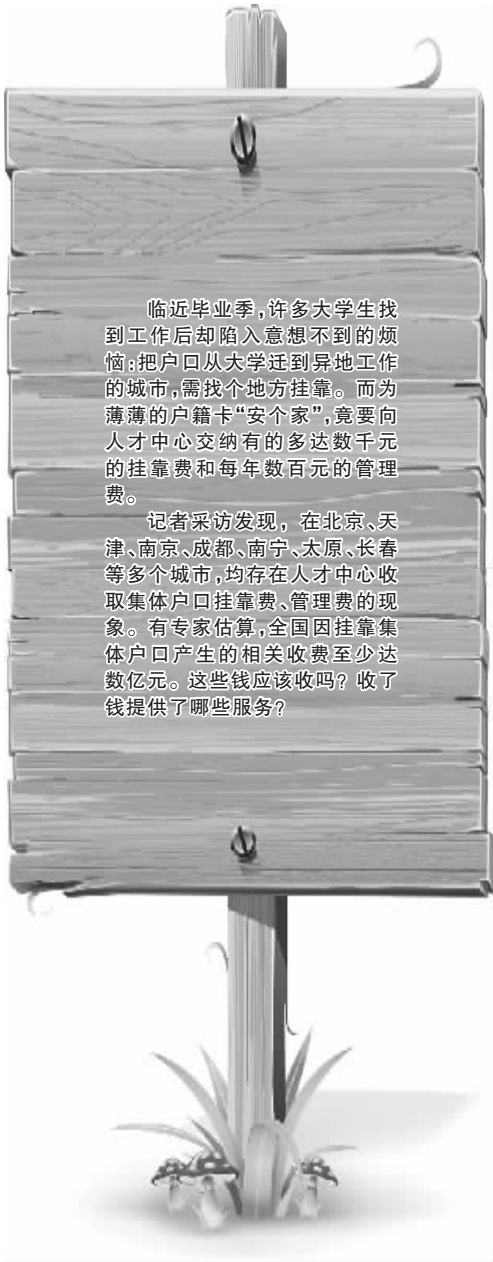 临近毕业季，许多大学生找
到工作后却陷入意想不到的烦
恼：把户口从大学迁到异地工作
的城市，需找个地方挂靠。而为
薄薄的户籍卡“安个家”，竟要向
人才中心交纳有的多达数千元
的挂靠费和每年数百元的管理
费。
记者采访发现，在北京、天
津、南京、成都、南宁、太原、长春
等多个城市，均存在人才中心收
取集体户口挂靠费、管理费的现
象。有专家估算，全国因挂靠集
体户口产生的相关收费至少达
数亿元。这些钱应该收吗？收了
钱提供了哪些服务？